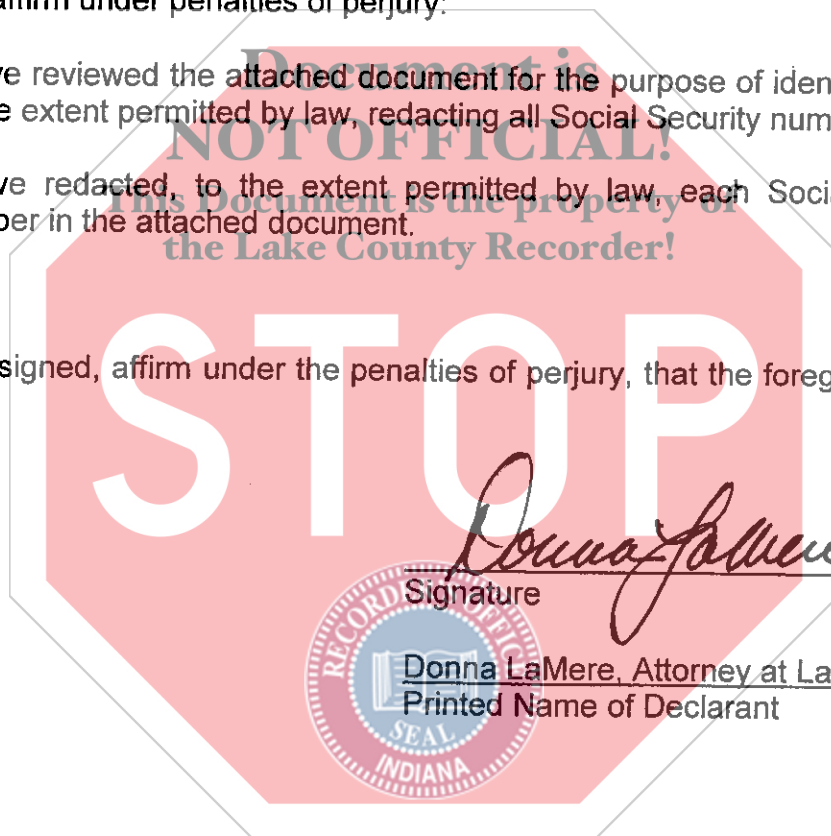 affirm under penalties of perjury:
Document is
ve reviewed the attached document for the purpose of iden
e extent permitted by law, redacting all Social Security num
NOT OFFICIAL!
ve redacted, to the extent permitted by law, each Soci
This Document is the property of
ber in the attached document.
the Lake County Recorder!
STOP
signed, affirm under the penalties of perjury, that the foreg
Donna LaMere
Signature
RECORDER'S OFFICE
Donna LaMere, Attorney at La
Printed Name of Declarant
SEAL
INDIANA